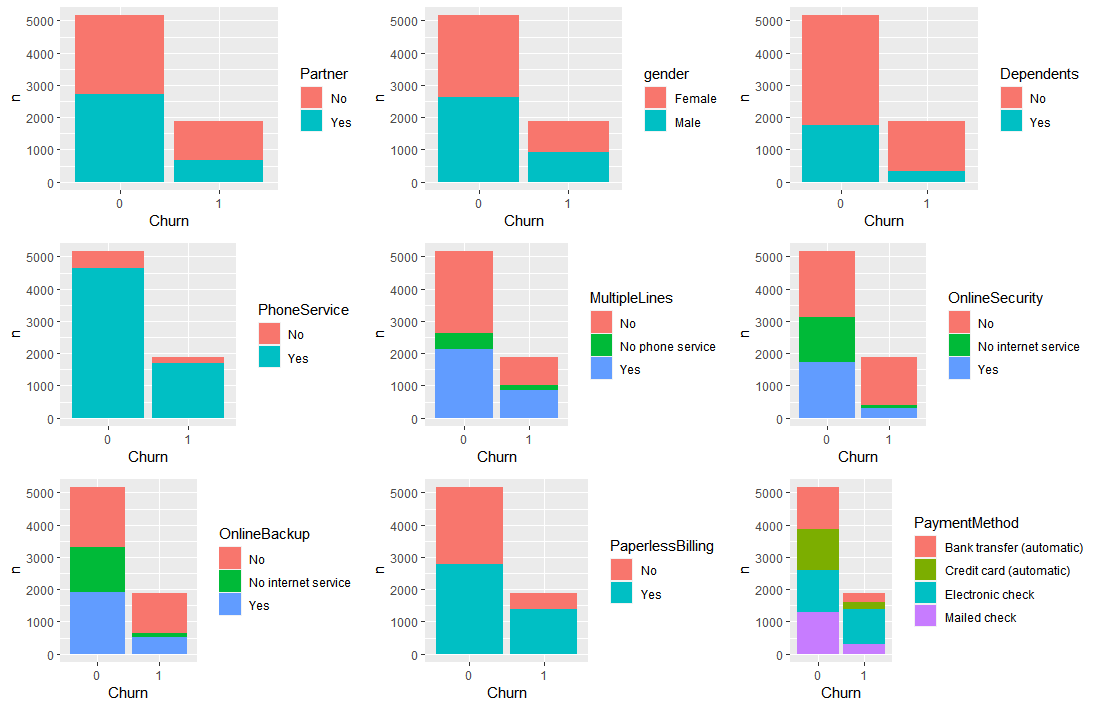 5000
4000
3000
2000
1000
0
n
0 1
Churn
Partner
No
Yes
5000
4000
3000
2000
1000
0
n
0 1
Churn
gender
Female
Male
5000
4000
3000
2000
1000
0
n
0 1
Churn
Dependents
No
Yes
5000
4000
3000
2000
1000
0
n
0 1
Churn
PhoneService
No
Yes
5000
4000
3000
2000
1000
0
n
0 1
Churn
MultipleLines
No
No phone service
Yes
5000
4000
3000
2000
1000
0
n
0 1
Churn
OnlineSecurity
No
No internet service
Yes
5000
4000
3000
2000
1000
0
n
0 1
Churn
OnlineBackup
No
No internet service
Yes
5000
4000
3000
2000
1000
0
n
0 1
Churn
PaperlessBilling
No
Yes
5000
4000
3000
2000
1000
0
n
0 1
Churn
PaymentMethod
Bank transfer (automatic)
Credit card (automatic)
Electronic check
Mailed check